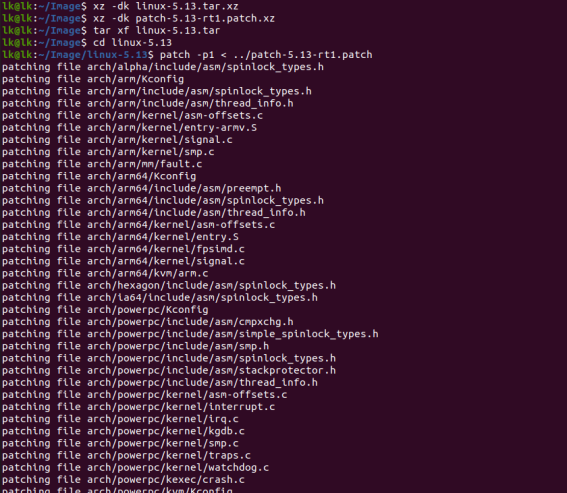 lk@lk:~/Image$ xz -dk linux-5.13.tar.xz
lk@lk:~/Image$ xz -dk patch-5.13-rt1.patch.xz
lk@lk:~/Image$ tar xf linux-5.13.tar
lk@lk:~/Image$ cd linux-5.13
lk@lk:~/Image/linux-5.13$ patch -p1 < ../patch-5.13-rt1.patch
patching file arch/alpha/include/asm/spinlock_types.h
patching file arch/arm/Kconfig
patching file arch/arm/include/asm/spinlock_types.h
patching file arch/arm/include/asm/thread_info.h
patching file arch/arm/kernel/asm-offsets.c
patching file arch/arm/kernel/entry-armv.S
patching file arch/arm/kernel/signal.c
patching file arch/arm/kernel/smp.c
patching file arch/arm/mm/fault.c
patching file arch/arm64/Kconfig
patching file arch/arm64/include/asm/preempt.h
patching file arch/arm64/include/asm/spinlock_types.h
patching file arch/arm64/include/asm/thread_info.h
patching file arch/arm64/kernel/asm-offsets.c
patching file arch/arm64/kernel/entry.S
patching file arch/arm64/kernel/fpsimd.c
patching file arch/arm64/kernel/signal.c
patching file arch/arm64/kvm/arm.c
patching file arch/hexagon/include/asm/spinlock_types.h
patching file arch/ia64/include/asm/spinlock_types.h
patching file arch/powerpc/Kconfig
patching file arch/powerpc/include/asm/cmpxchg.h
patching file arch/powerpc/include/asm/simple_spinlock_types.h
patching file arch/powerpc/include/asm/smp.h
patching file arch/powerpc/include/asm/spinlock_types.h
patching file arch/powerpc/include/asm/stackprotector.h
patching file arch/powerpc/include/asm/thread_info.h
patching file arch/powerpc/kernel/asm-offsets.c
patching file arch/powerpc/kernel/interrupt.c
patching file arch/powerpc/kernel/irq.c
patching file arch/powerpc/kernel/kgdb.c
patching file arch/powerpc/kernel/smp.c
patching file arch/powerpc/kernel/traps.c
patching file arch/powerpc/kernel/watchdog.c
patching file arch/powerpc/kexec/crash.c
patching file arch/powerpc/kvm/Kconfig